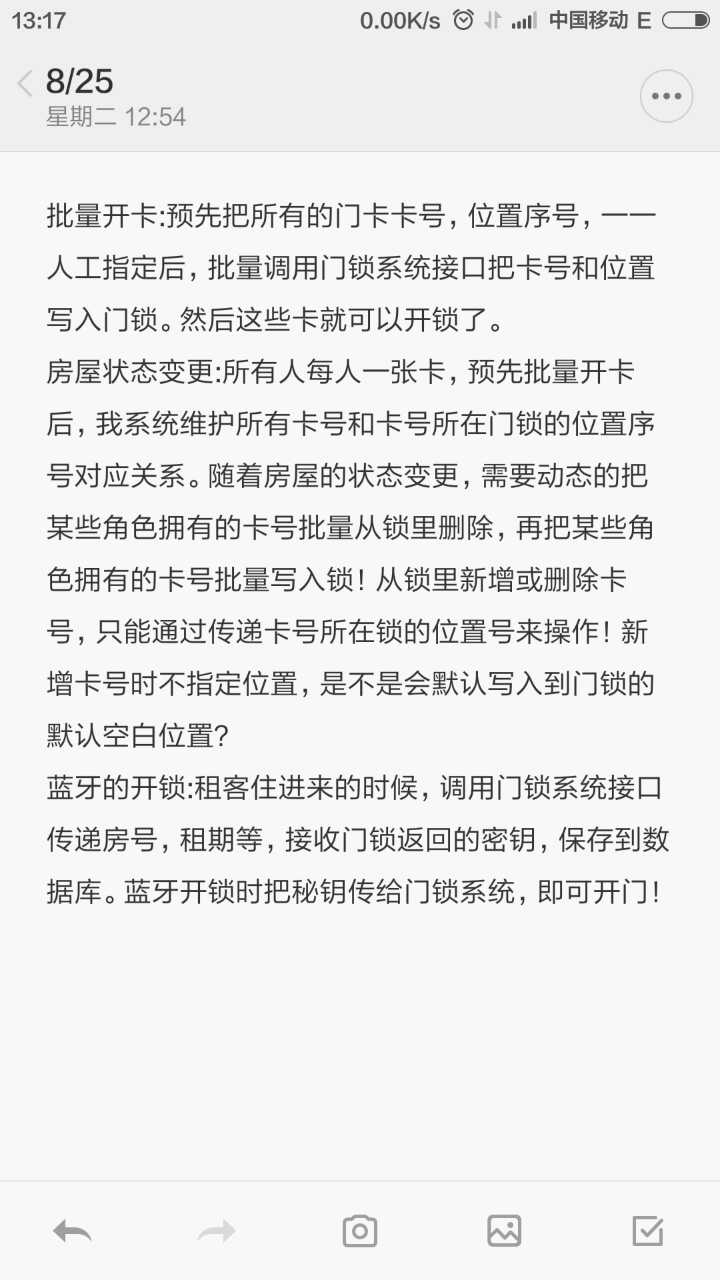 13:17 0.00K/s 中国移动 E
8/25
星期二 12:54
批量开卡:预先把所有的门卡卡号，位置序号，一一
人工指定后，批量调用门锁系统接口把卡号和位置
写入门锁。然后这些卡就可以开锁了。
房屋状态变更:所有人每人一张卡，预先批量开卡
后，我系统维护所有卡号和卡号所在门锁的位置序
号对应关系。随着房屋的状态变更，需要动态的把
某些角色拥有的卡号批量从锁里删除，再把某些角
色拥有的卡号批量写入锁！从锁里新增或删除卡
号，只能通过传递卡号所在锁的位置号来操作！新
增卡号时不指定位置，是不是会默认写入到门锁的
默认空白位置?
蓝牙的开锁:租客住进来的时候，调用门锁系统接口
传递房号，租期等，接收门锁返回的密钥，保存到数
据库。蓝牙开锁时把秘钥传给门锁系统，即可开门！